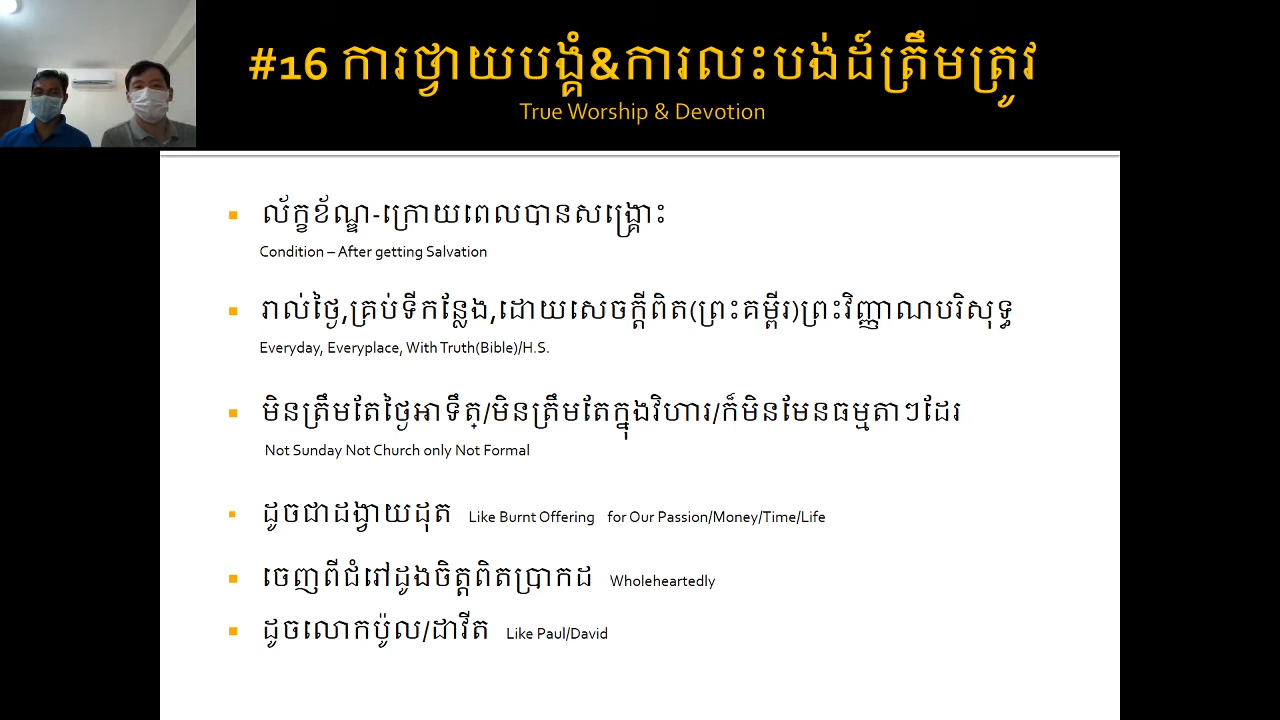 #16 ការថ្វាយបង្គំ&ការលះបង់ដ៍ត្រឹមត្រូវ
True Worship & Devotion
ល័ក្ខខ័ណ្ឌ-ក្រោយពេលបានសង្គ្រោះ
Condition – After getting Salvation
រាល់ថ្ងៃ,គ្រប់ទីកន្លែង,ដោយសេចក្ដីពិត(ព្រះគម្ពីរ)ព្រះវិញ្ញាណបរិសុទ្ធ
Everyday, Everyplace, With Truth(Bible)/H.S.
មិនត្រឹមតែថ្ងៃអាទឹត្/មិនត្រឹមតែក្នុងវិហារ/ក៏មិនមែនធម្មតាៗដែរ
Not Sunday Not Church only Not Formal
ដូចជាដង្វាយដុត Like Burnt Offering for Our Passion/Money/Time/Life
ចេញពីជំរៅដូងចិត្តពិតប្រាកដ Wholeheartedly
ដូចលោកប៉ូល/ដាវីត Like Paul/David